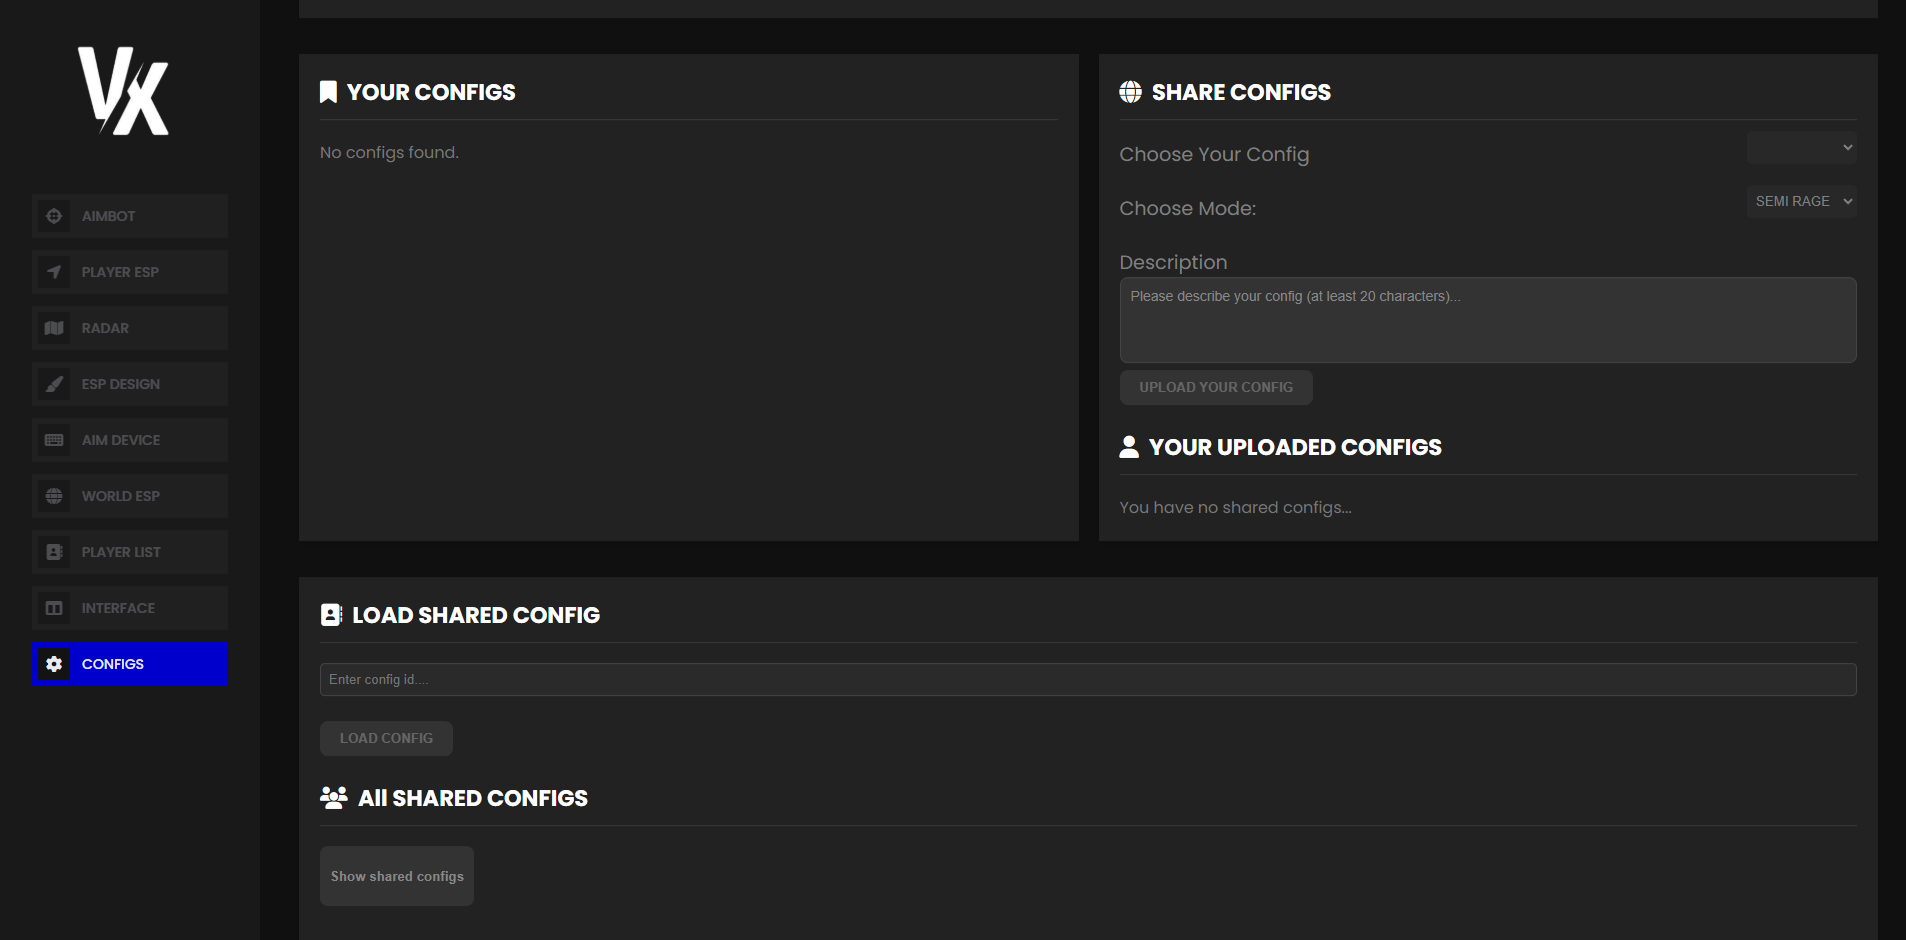 VX
AIMBOT
PLAYER ESP
RADAR
ESP DESIGN
AIM DEVICE
WORLD ESP
PLAYER LIST
INTERFACE
CONFIGS
YOUR CONFIGS
No configs found.
SHARE CONFIGS
Choose Your Config
Choose Mode:
SEMI RAGE
Description
Please describe your config (at least 20 characters)...
UPLOAD YOUR CONFIG
YOUR UPLOADED CONFIGS
You have no shared configs...
LOAD SHARED CONFIG
Enter config id....
LOAD CONFIG
All SHARED CONFIGS
Show shared configs